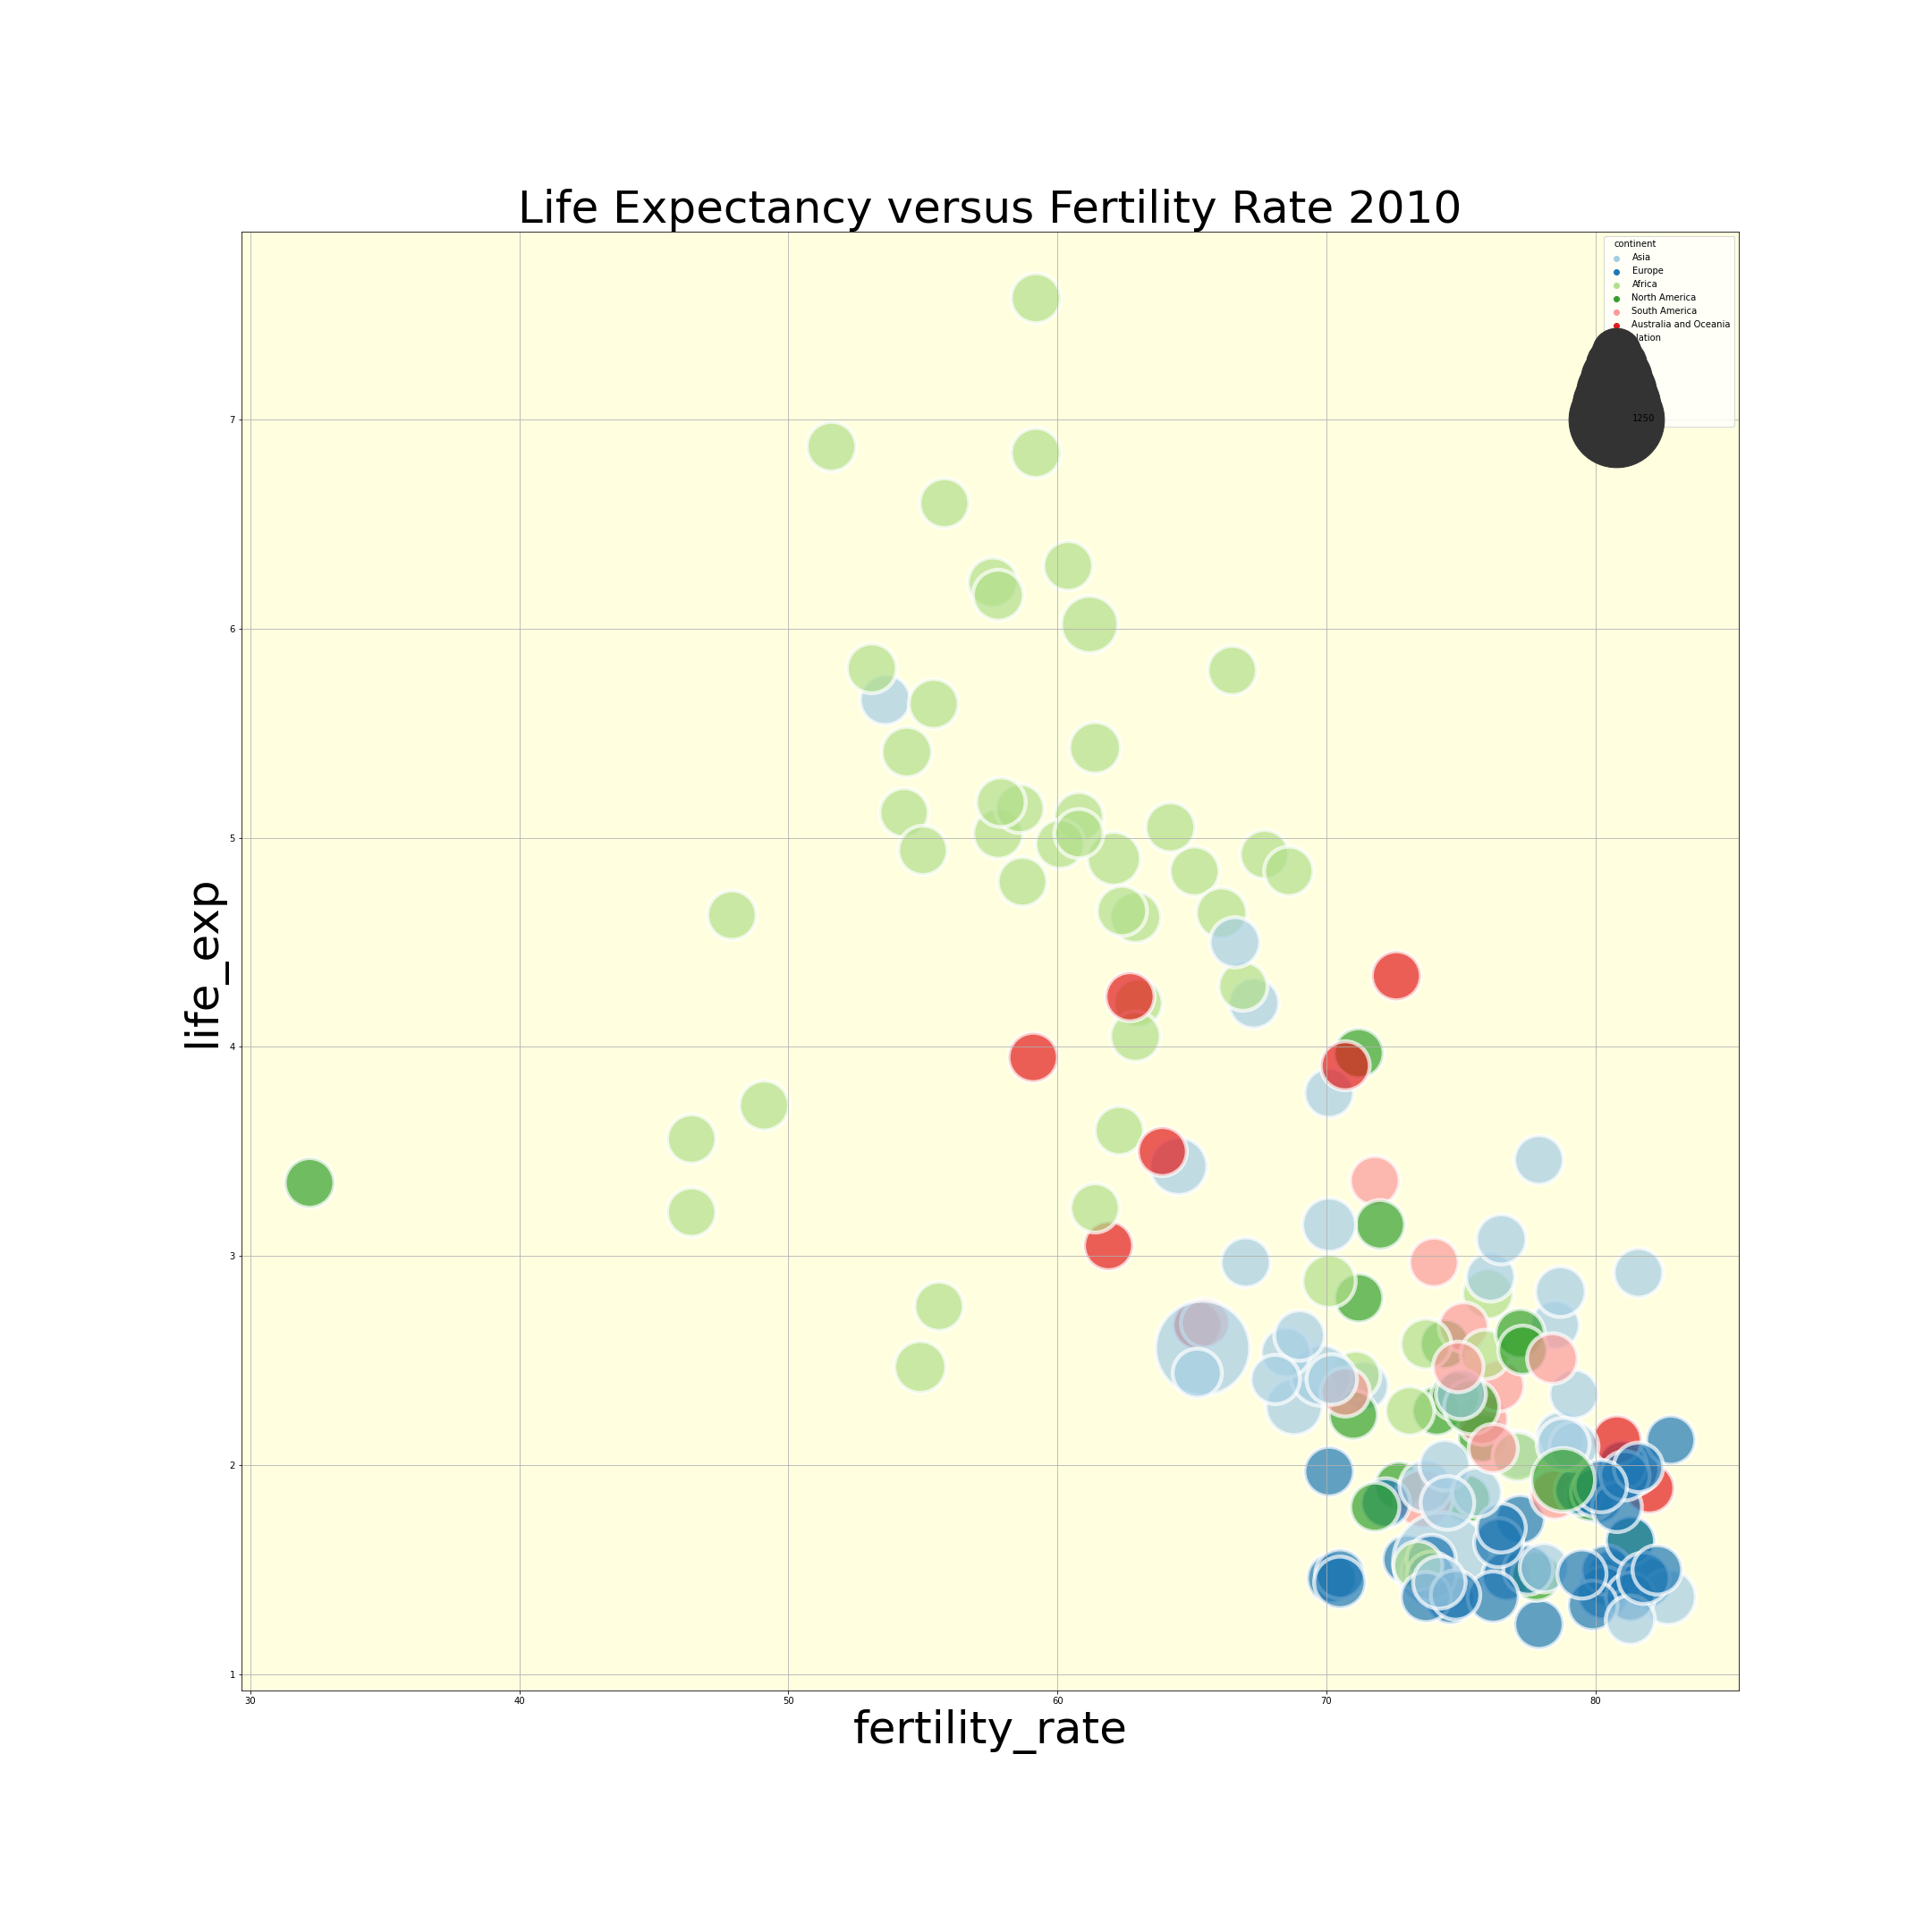 Life Expectancy versus Fertility Rate 2010
continent
Asia
Europe
Africa
North America
South America
Australia and Oceania
1250
7
6
5
4
3
2
1
life_exp
30 40 50 60 70 80
fertility_rate